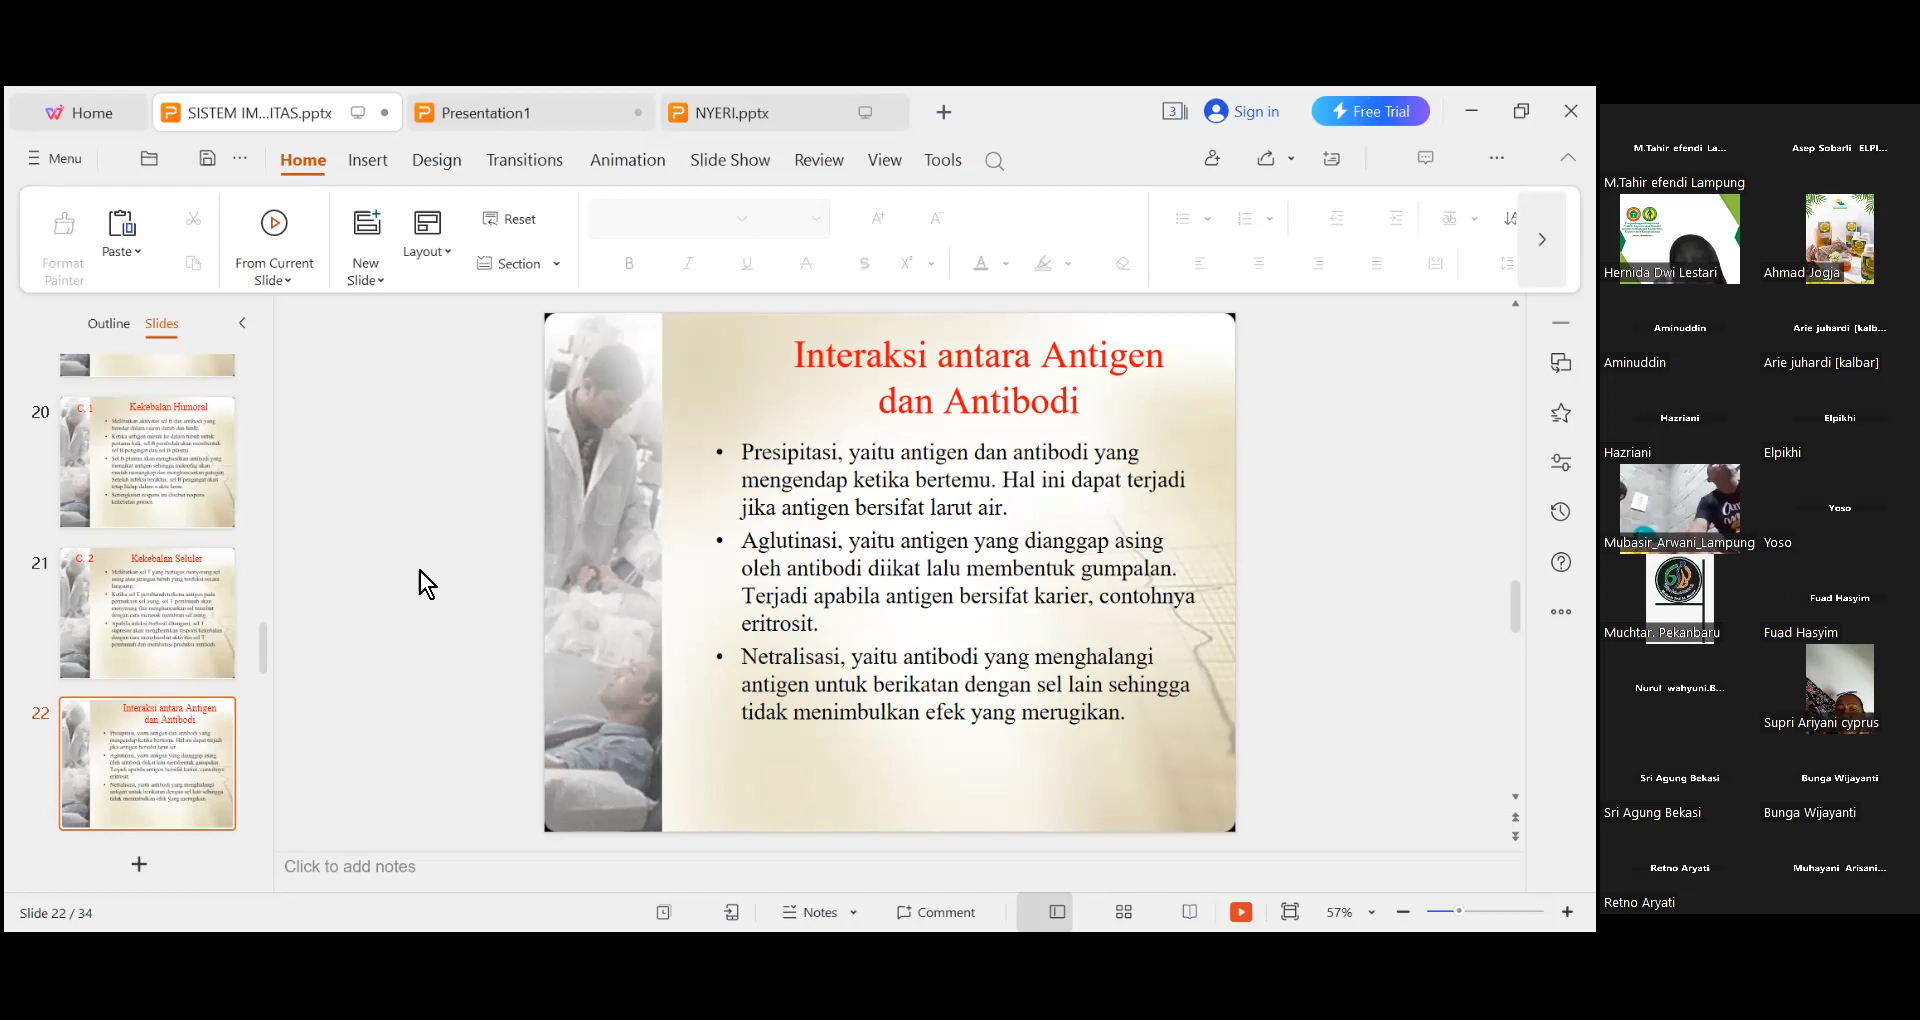 Home
SISTEM IM...ITAS.pptx
Presentation1
NYERI.pptx
3
Sign in
Free Trial
Menu
Home
Insert
Design
Transitions
Animation
Slide Show
Review
View
Tools
Format
Painter
Paste
From Current
Slide
New
Slide
Layout
Reset
Section
Outline
Slides
20
C. 1
Kekebalan Humoral
21
C. 2
Kekebalan Seluler
22
Interaksi antara Antigen
dan Antibodi
Interaksi antara Antigen
dan Antibodi
• Presipitasi, yaitu antigen dan antibodi yang
mengendap ketika bertemu. Hal ini dapat terjadi
jika antigen bersifat larut air.
• Aglutinasi, yaitu antigen yang dianggap asing
oleh antibodi diikat lalu membentuk gumpalan.
Terjadi apabila antigen bersifat karier, contohnya
eritrosit.
• Netralisasi, yaitu antibodi yang menghalangi
antigen untuk berikatan dengan sel lain sehingga
tidak menimbulkan efek yang merugikan.
Click to add notes
Slide 22 / 34
Notes
Comment
57%
M.Tahir efendi La...
Asep Sobarli ELPI...
M.Tahir efendi Lampung
Hernida Dwi Lestari
Ahmad Jogja
Aminuddin
Arie juhardi [kalb...
Aminuddin
Arie juhardi [kalbar]
Hazriani
Elpikhi
Hazriani
Elpikhi
Yoso
Mubasir_Arwani_Lampung
Yoso
Fuad Hasyim
Muchtar. Pekanbaru
Fuad Hasyim
Nurul wahyuni.B...
Supri Ariyani cyprus
Sri Agung Bekasi
Bunga Wijayanti
Sri Agung Bekasi
Bunga Wijayanti
Retno Aryati
Muhayani Arisani...
Retno Aryati